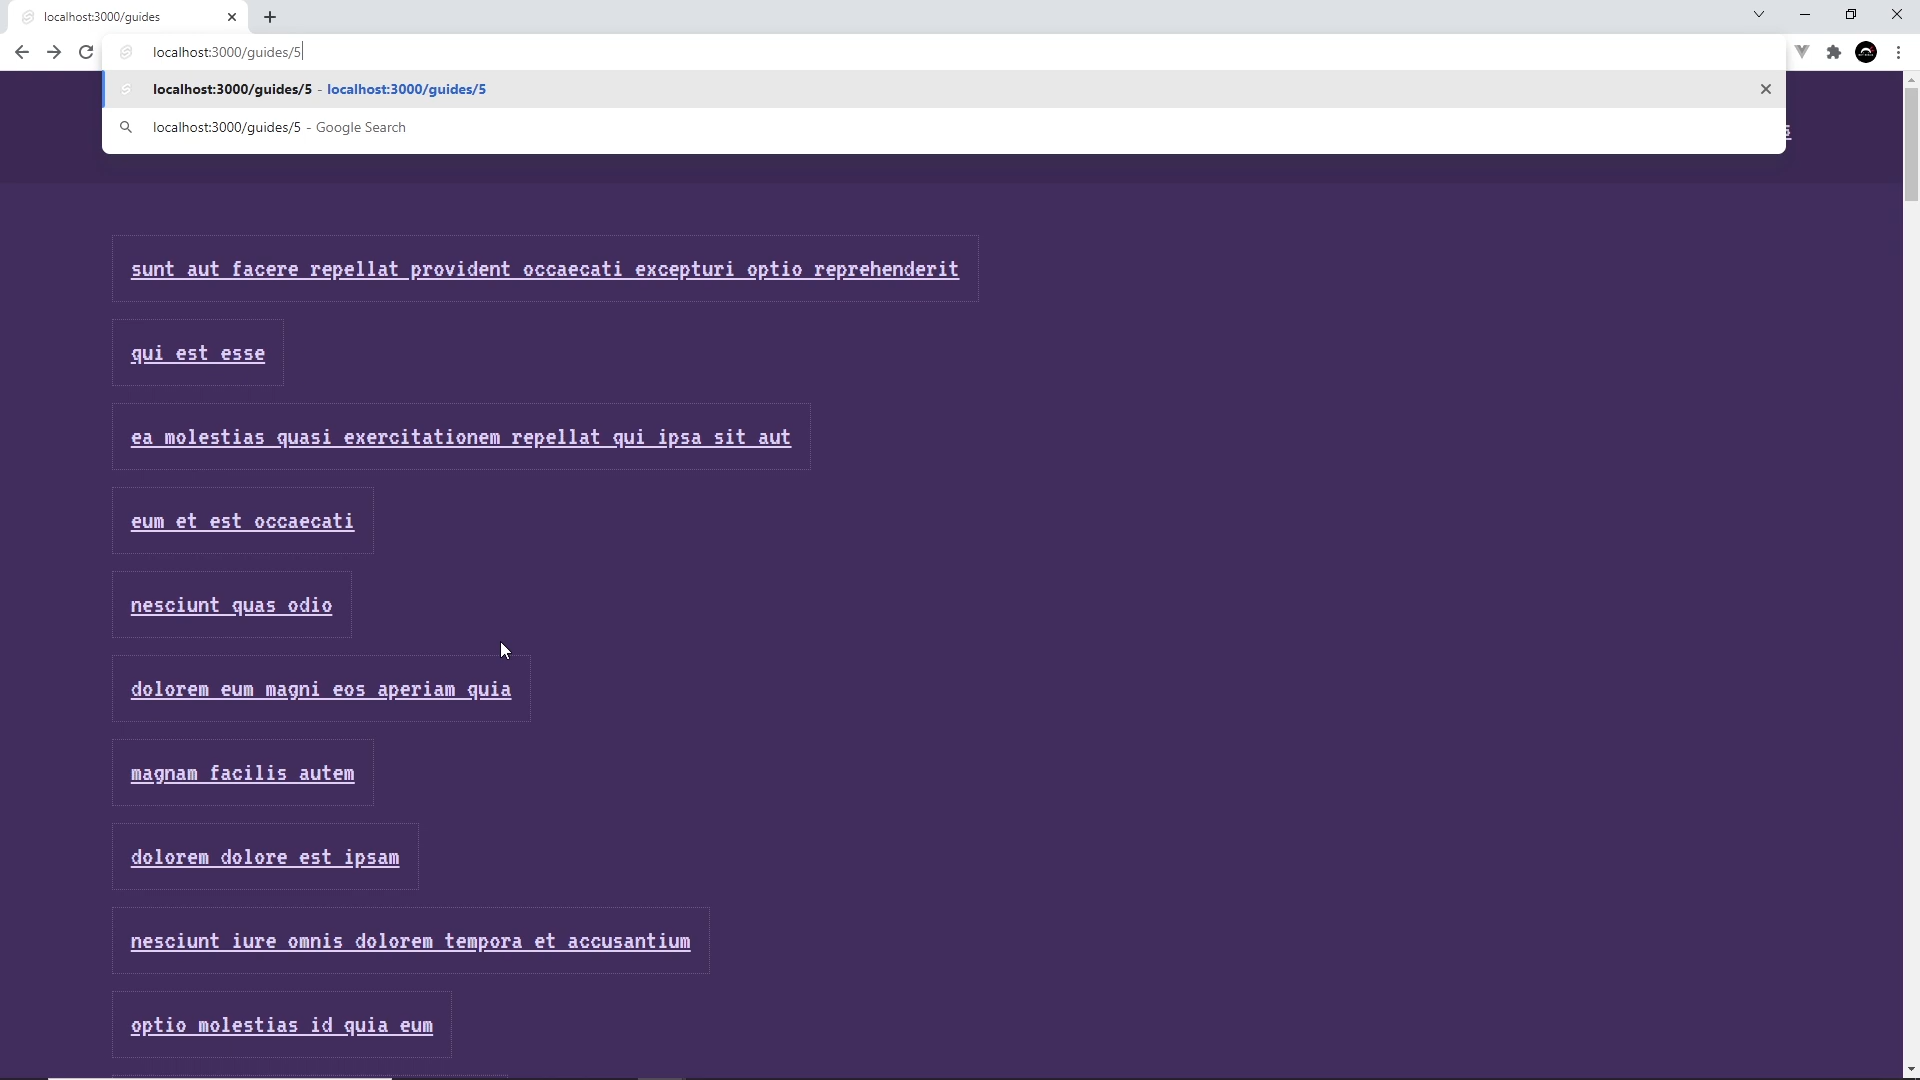 localhost:3000/guides
localhost:3000/guides/5
localhost:3000/guides/5 - localhost:3000/guides/5
localhost:3000/guides/5 - Google Search
sunt aut facere repellat provident occaecati excepturi optio reprehenderit
qui est esse
ea molestias quasi exercitationem repellat qui ipsa sit aut
eum et est occaecati
nesciunt quas odio
dolorem eum magni eos aperiam quia
magnam facilis autem
dolorem dolore est ipsam
nesciunt iure omnis dolorem tempora et accusantium
optio molestias id quia eum